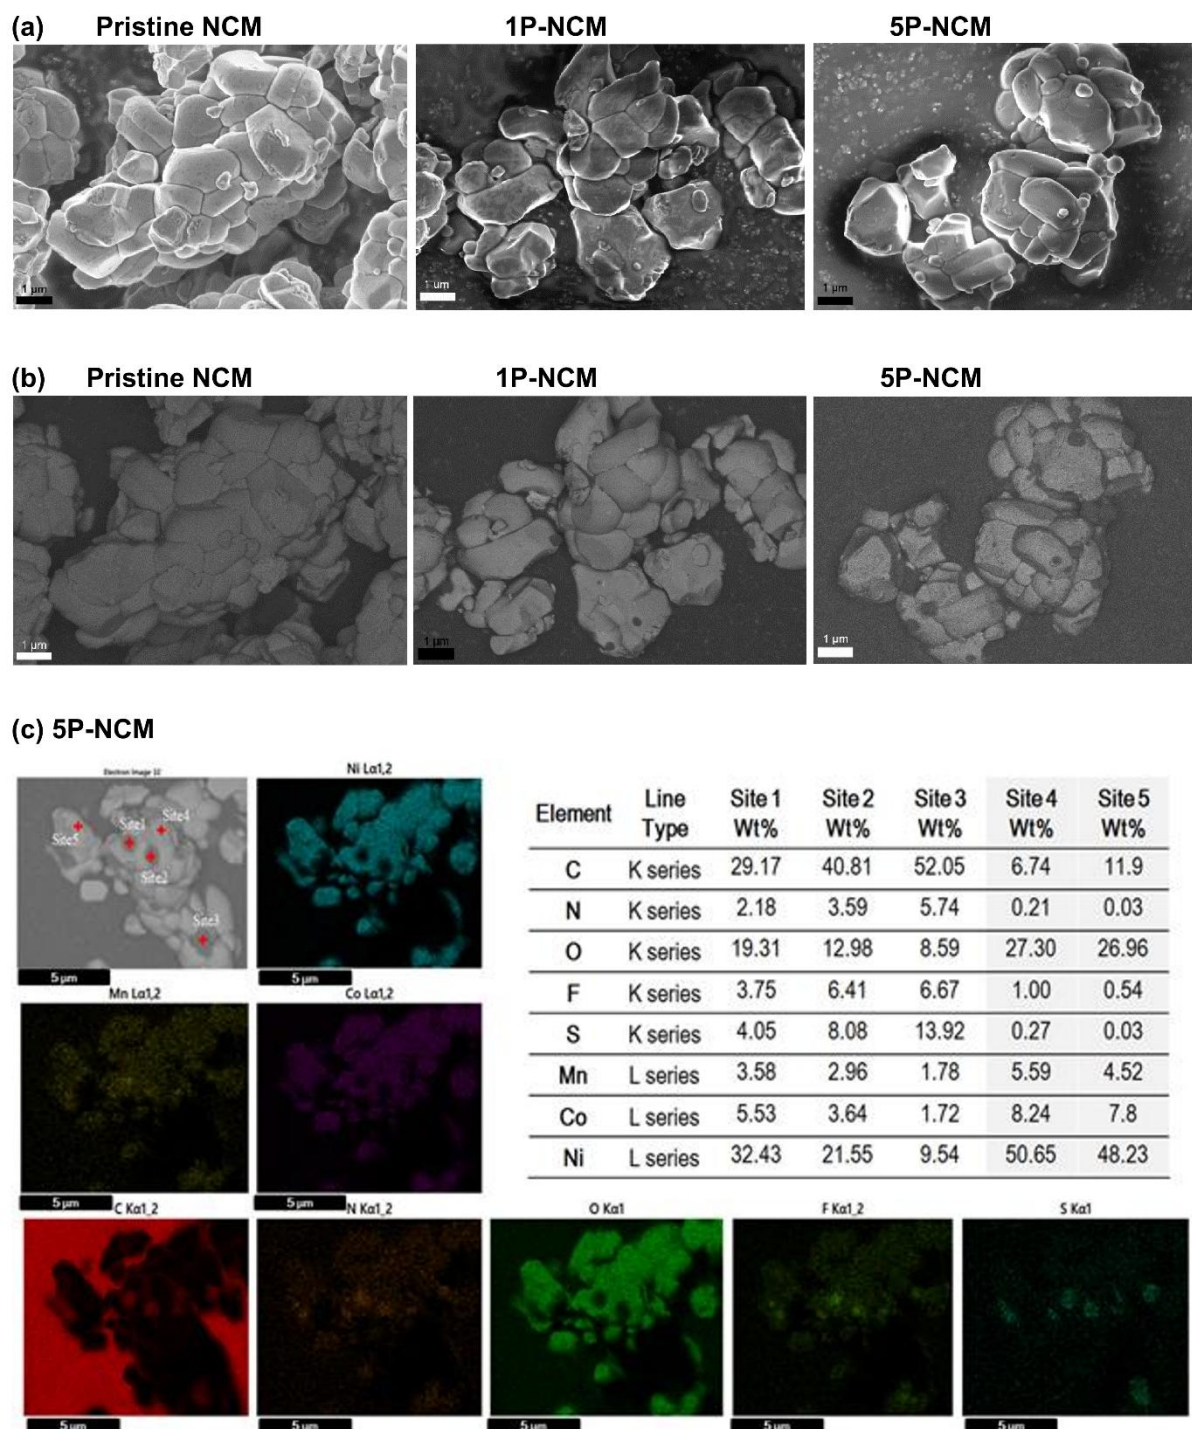 (a) Pristine NCM 1P-NCM 5P-NCM
1 µm 1 um 1 µm
(b) Pristine NCM 1P-NCM 5P-NCM
1 µm 1 µm 1 µm
(c) 5P-NCM
Electron Image 32 Ni Lα1,2
Site5 Site1 Site4
Site2
Site3
5 µm 5 µm
Mn Lα1,2 Co Lα1,2
5 µm 5 µm
Element Line Type Site 1 Wt% Site 2 Wt% Site 3 Wt% Site 4 Wt% Site 5 Wt%
C K series 29.17 40.81 52.05 6.74 11.9
N K series 2.18 3.59 5.74 0.21 0.03
O K series 19.31 12.98 8.59 27.30 26.96
F K series 3.75 6.41 6.67 1.00 0.54
S K series 4.05 8.08 13.92 0.27 0.03
Mn L series 3.58 2.96 1.78 5.59 4.52
Co L series 5.53 3.64 1.72 8.24 7.8
Ni L series 32.43 21.55 9.54 50.65 48.23
C Kα1_2 N Kα1_2 O Kα1 F Kα1_2 S Kα1
5 µm 5 µm 5 µm 5 µm 5 µm